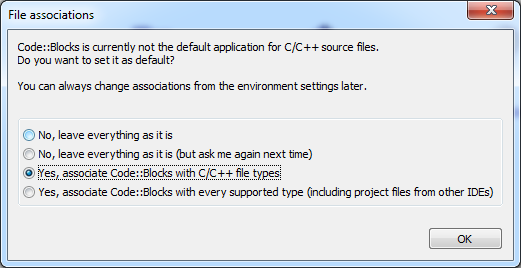 File associations
Code::Blocks is currently not the default application for C/C++ source files.
Do you want to set it as default?
You can always change associations from the environment settings later.
No, leave everything as it is
No, leave everything as it is (but ask me again next time)
Yes, associate Code::Blocks with C/C++ file types
Yes, associate Code::Blocks with every supported type (including project files from other IDEs)
OK